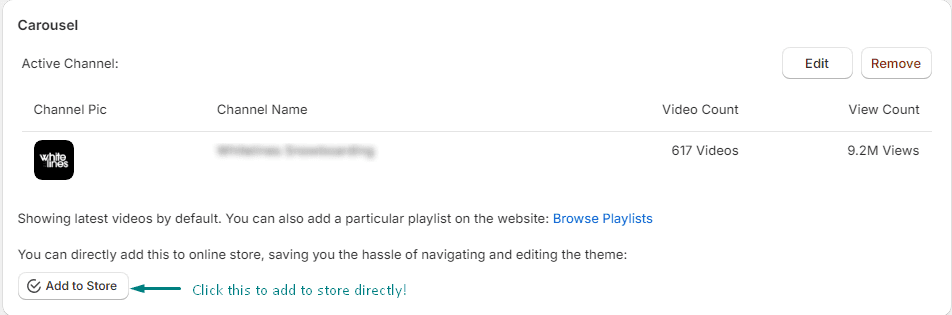 Carousel
Active Channel:
Edit
Remove
Channel Pic
Channel Name
Video Count
View Count
white
lines
617 Videos
9.2M Views
Showing latest videos by default. You can also add a particular playlist on the website: Browse Playlists
You can directly add this to online store, saving you the hassle of navigating and editing the theme:
Add to Store
Click this to add to store directly!